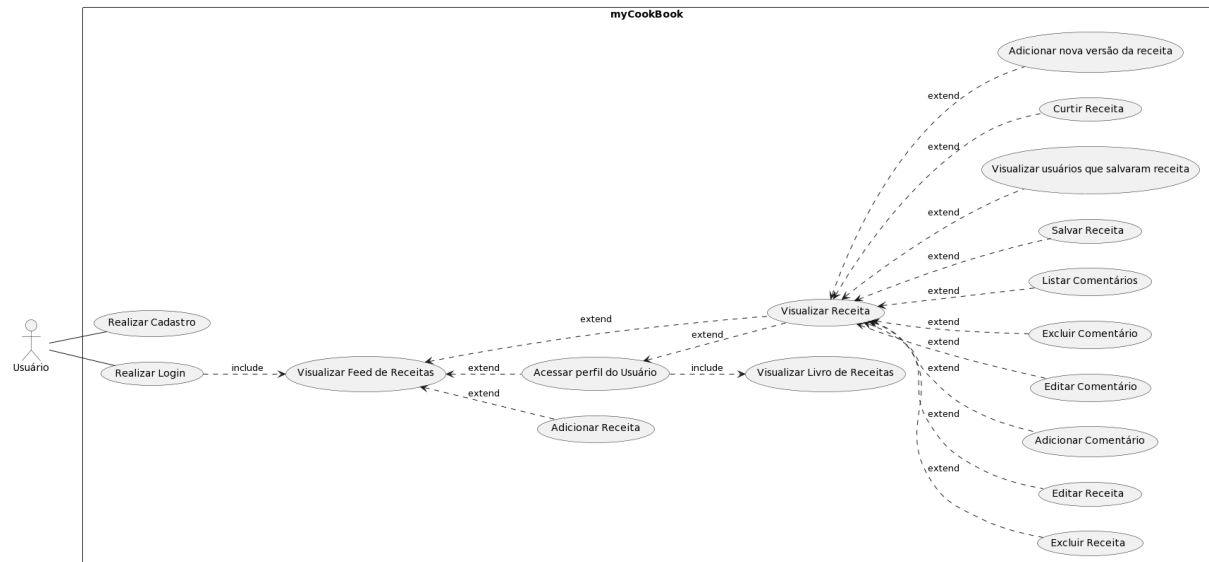 myCookBook
Adicionar nova versão da receita
extend
Curtir Receita
extend
Visualizar usuários que salvaram receita
extend
Salvar Receita
extend
Listar Comentários
extend
Visualizar Receita
Realizar Cadastro
extend
extend
Excluir Comentário
extend
extend
Usuário
Realizar Login
include
Visualizar Feed de Receitas
extend
Acessar perfil do Usuário
include
Visualizar Livro de Receitas
extend
Editar Comentário
extend
Adicionar Receita
extend
Adicionar Comentário
extend
Editar Receita
Excluir Receita